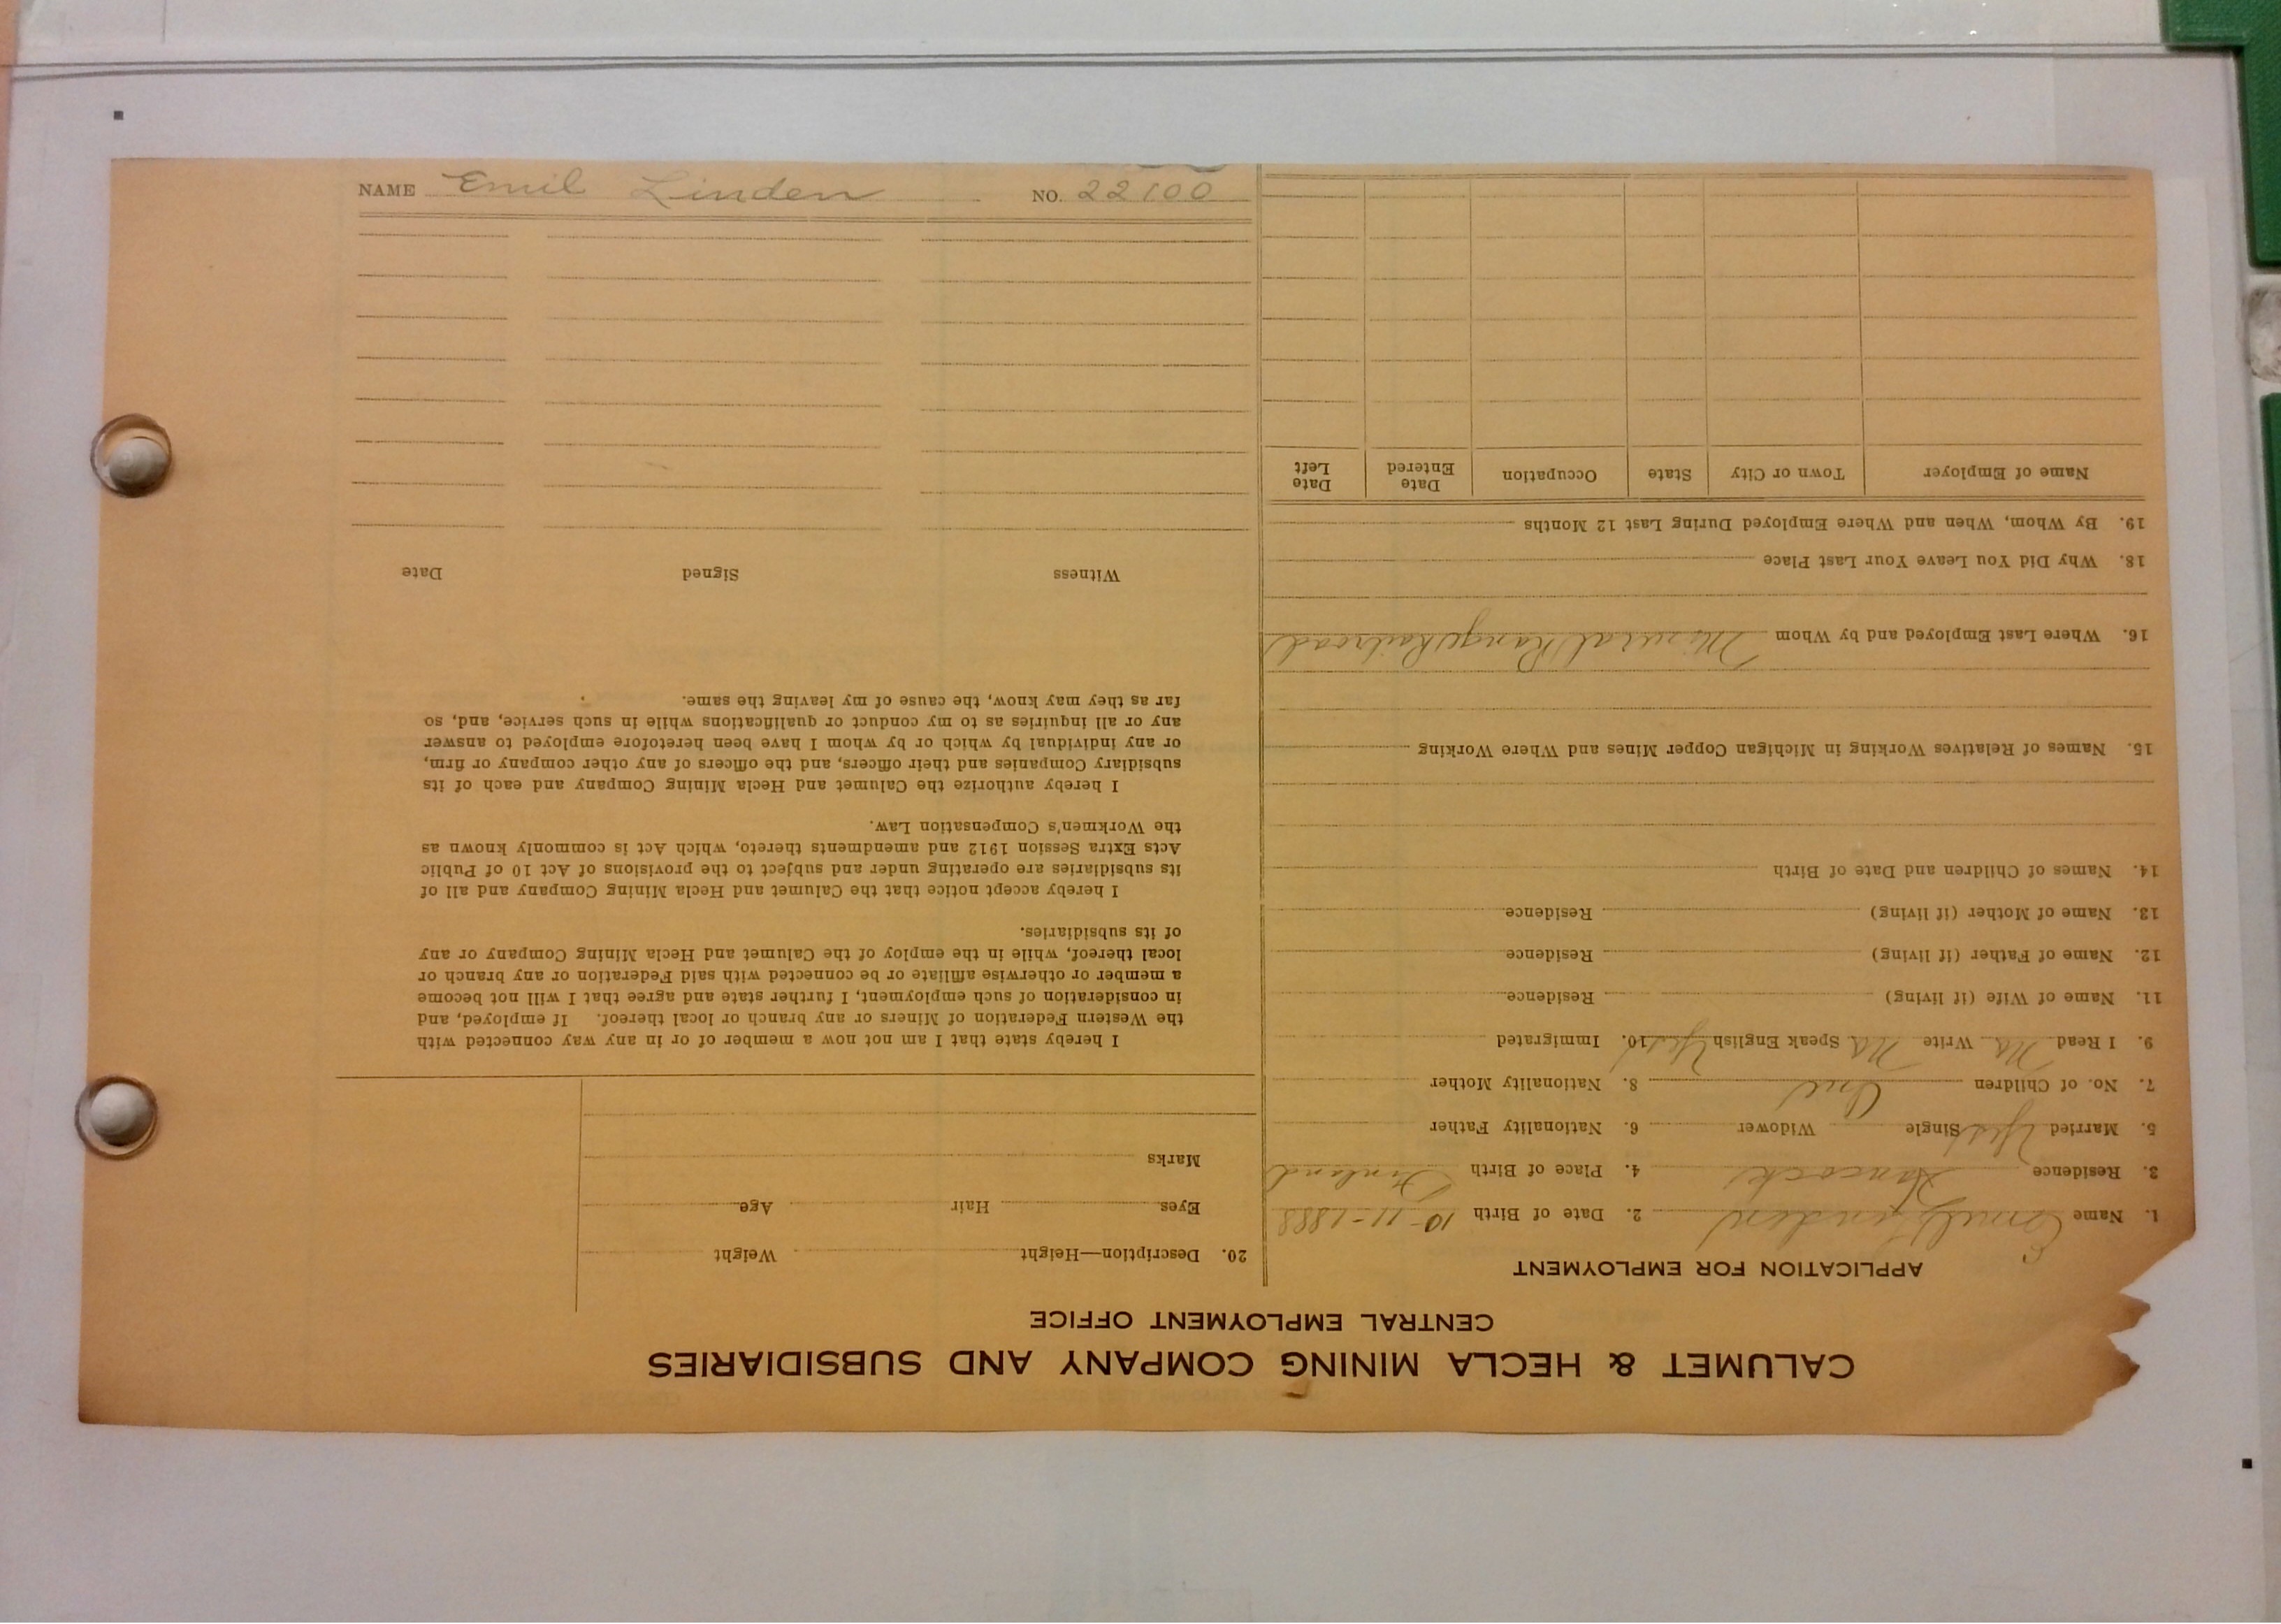 NAME Emil Linden NO. 22100
CALUMET & HECLA MINING COMPANY AND SUBSIDIARIES
CENTRAL EMPLOYMENT OFFICE
APPLICATION FOR EMPLOYMENT
1. Name Emil Linden 2. Date of Birth 10-11-1888
3. Residence Hancock 4. Place of Birth Finland
5. Married Yes Single Widower 6. Nationality Father
7. No. of Children One 8. Nationality Mother
9. I Read No Write No Speak English Yes 10. Immigrated
11. Name of Wife (if living) Residence
12. Name of Father (if living) Residence
13. Name of Mother (if living) Residence
14. Names of Children and Date of Birth
15. Names of Relatives Working in Michigan Copper Mines and Where Working
16. Where Last Employed and by Whom Mineral Range Railroad
18. Why Did You Leave Your Last Place
19. By Whom, When and Where Employed During Last 12 Months
Name of Employer Town or City State Occupation Date Entered Date Left
20. Description—Height Weight
Eyes Hair Age
Marks
I hereby state that I am not now a member of or in any way connected with
the Western Federation of Miners or any branch or local thereof. If employed, and
in consideration of such employment, I further state and agree that I will not become
a member or otherwise affiliate or be connected with said Federation or any branch or
local thereof, while in the employ of the Calumet and Hecla Mining Company or any
of its subsidiaries.
I hereby accept notice that the Calumet and Hecla Mining Company and all of
its subsidiaries are operating under and subject to the provisions of Act 10 of Public
Acts Extra Session 1912 and amendments thereto, which Act is commonly known as
the Workmen's Compensation Law.
I hereby authorize the Calumet and Hecla Mining Company and each of its
subsidiary Companies and their officers, and the officers of any other company or firm,
or any individual by which or by whom I have been heretofore employed to answer
any or all inquiries as to my conduct or qualifications while in such service, and, so
far as they may know, the cause of my leaving the same.
Witness Signed Date